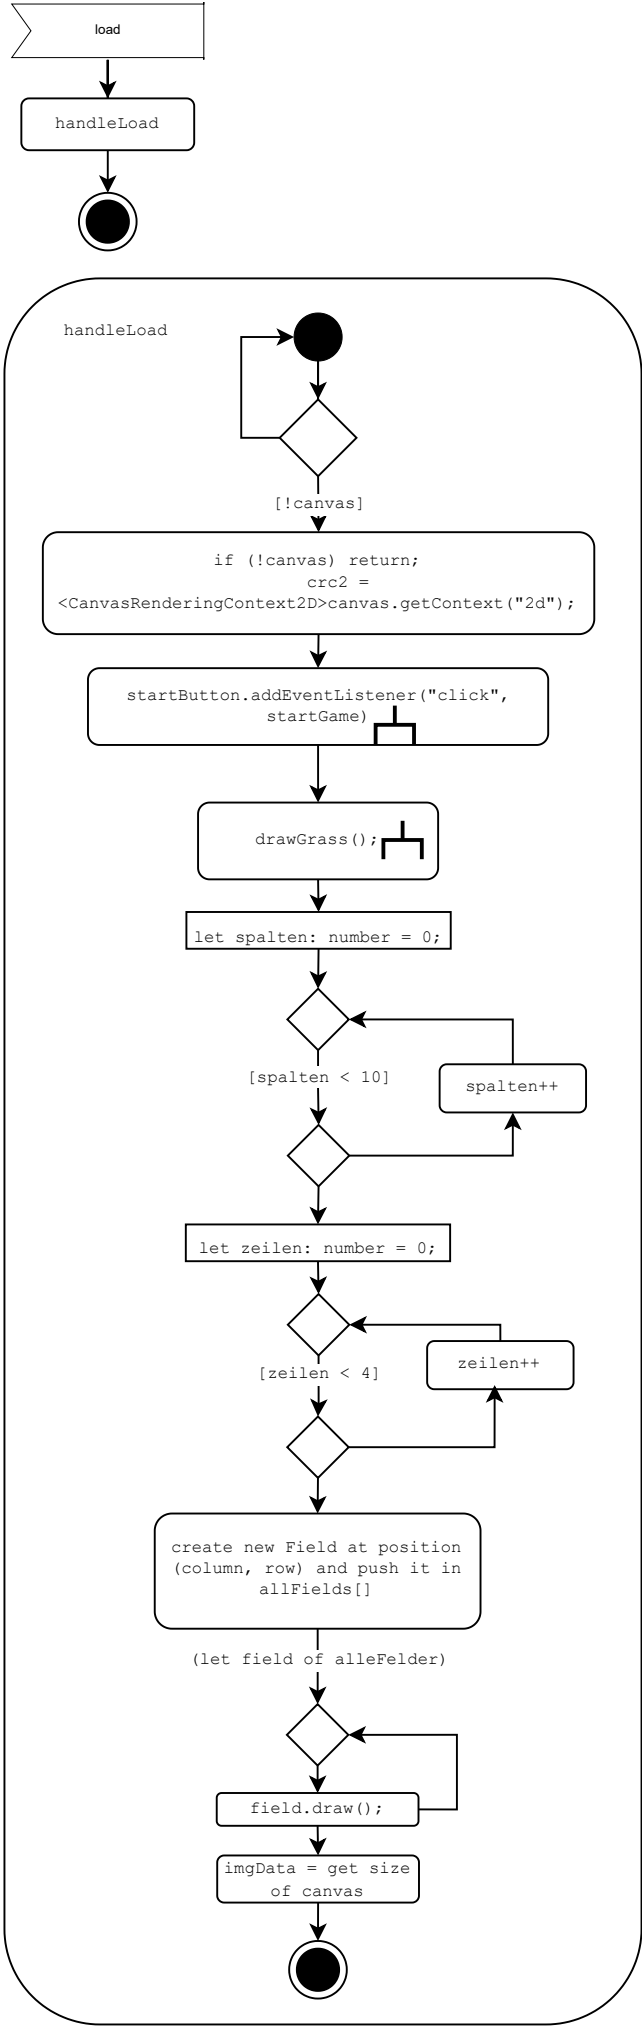 load
handleLoad
handleLoad
[!canvas]
if (!canvas) return;
crc2 =
<CanvasRenderingContext2D>canvas.getContext("2d");
startButton.addEventListener("click",
startGame)
drawGrass();
let spalten: number = 0;
[spalten < 10]
spalten++
let zeilen: number = 0;
[zeilen < 4]
zeilen++
create new Field at position
(column, row) and push it in
allFields[]
(let field of alleFelder)
field.draw();
imgData = get size
of canvas